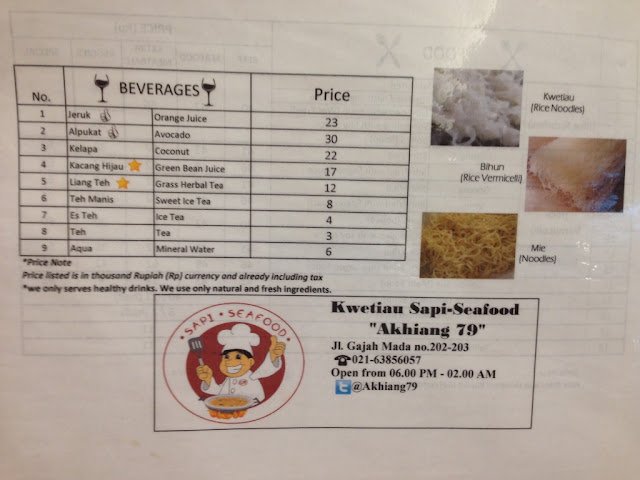 No. BEVERAGES Price
1 Jeruk Orange Juice 23
2 Alpukat Avocado 30
3 Kelapa Coconut 22
4 Kacang Hijau Green Bean Juice 17
5 Liang Teh Grass Herbal Tea 12
6 Teh Manis Sweet Ice Tea 8
7 Es Teh Ice Tea 4
8 Teh Tea 3
9 Aqua Mineral Water 6
*Price Note
Price listed is in thousand Rupiah (Rp) currency and already including tax
*we only serves healthy drinks. We use only natural and fresh ingredients.
Kwetiau
(Rice Noodles)
Bihun
(Rice Vermicelli)
Mie
(Noodles)
SAPI - SEAFOOD
Kwetiau Sapi-Seafood
"Akhiang 79"
Jl. Gajah Mada no.202-203
☎021-63856057
Open from 06.00 PM - 02.00 AM
@Akhiang79